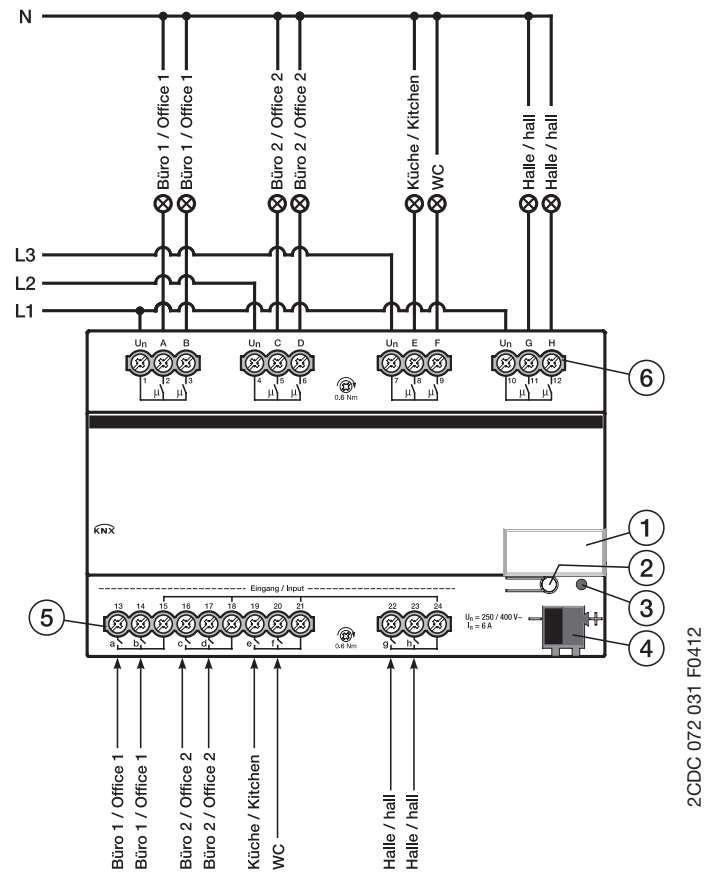 N
Büro 1 / Office 1
Büro 1 / Office 1
Büro 2 / Office 2
Büro 2 / Office 2
Küche / Kitchen
WC
Halle / hall
Halle / hall
L3
L2
L1
Un A B Un C D Un E F Un G H
1 2 3 4 5 6 7 8 9 10 11 12
µ µ µ µ µ µ µ µ
0.6 Nm
6
KNX
1
2
3
4
5
Eingang / Input
13 14 15 16 17 18 19 20 21 22 23 24
a b c d e f g h
0.6 Nm
Un = 250 / 400 V~
In = 6 A
– +
Büro 1 / Office 1
Büro 1 / Office 1
Büro 2 / Office 2
Büro 2 / Office 2
Küche / Kitchen
WC
Halle / hall
Halle / hall
2CDC 072 031 F0412